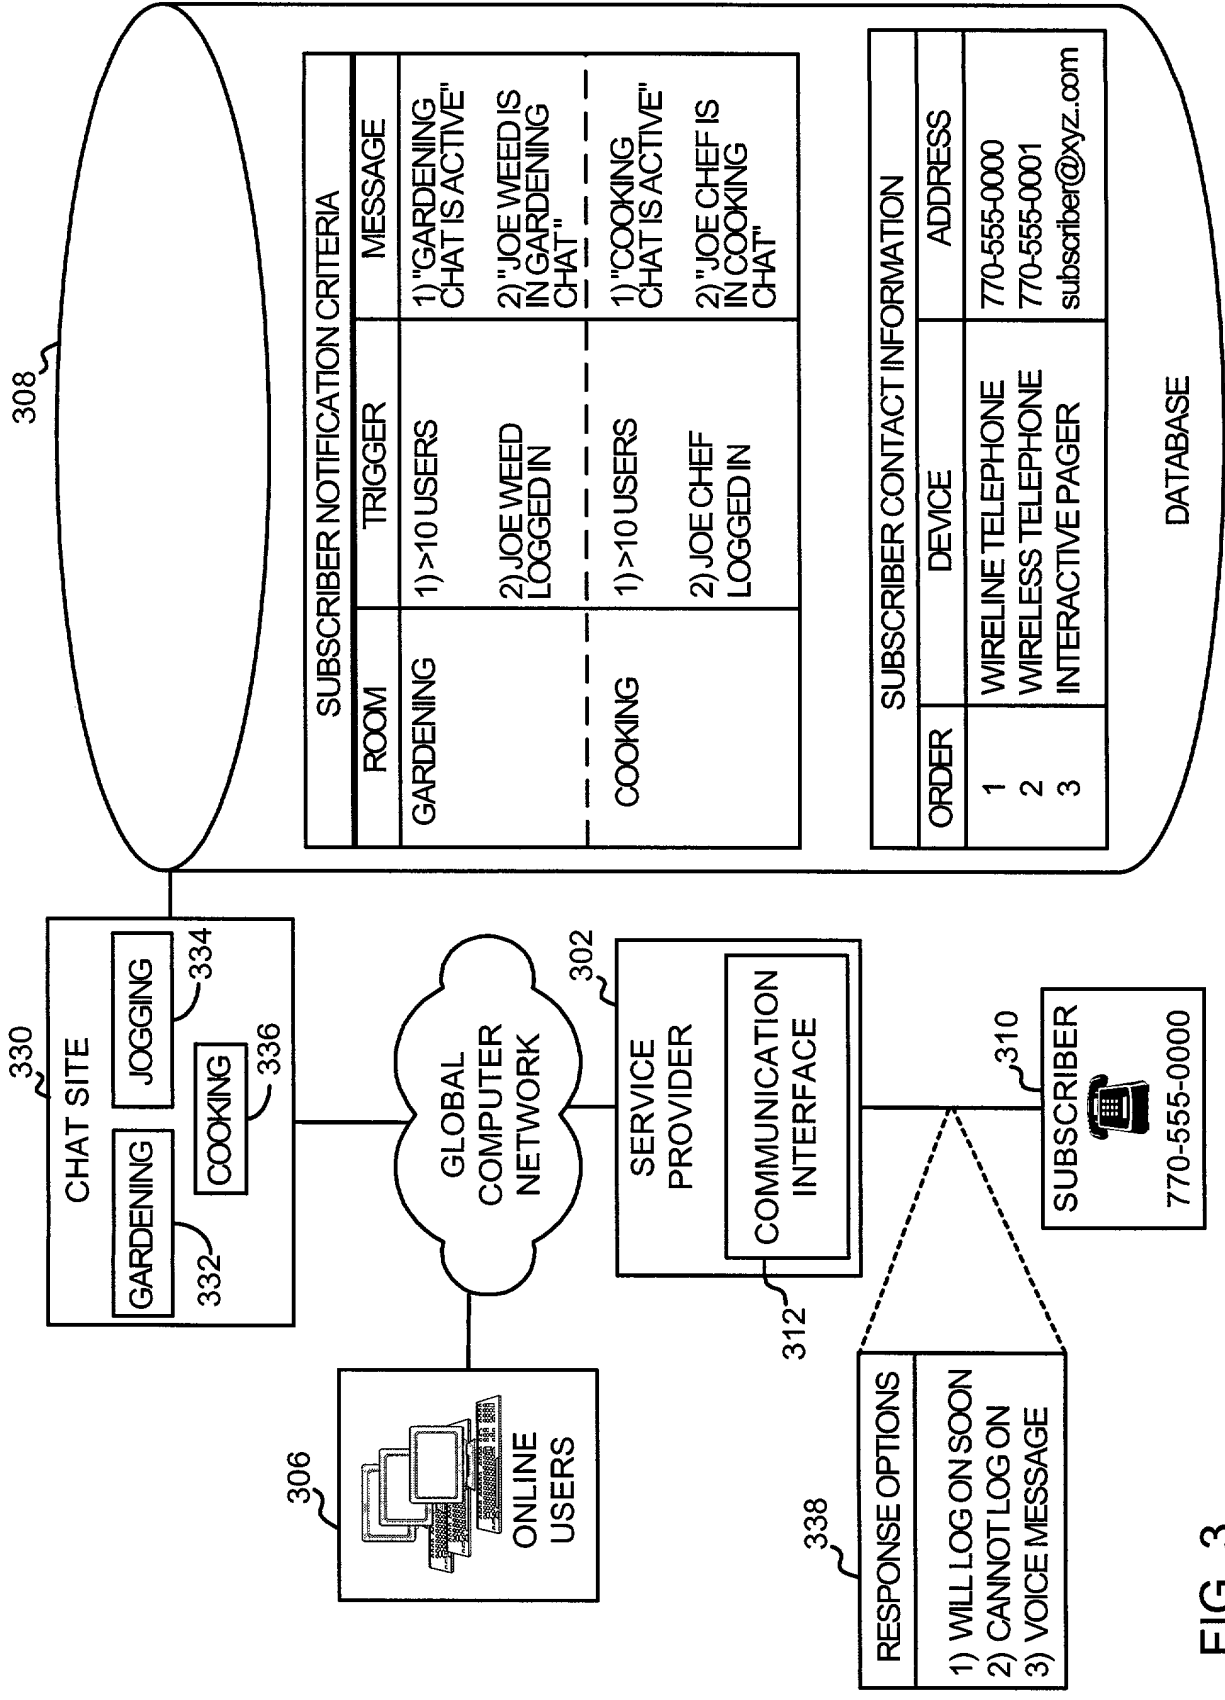 330
CHAT SITE
GARDENING
JOGGING
332
334
COOKING
336
308
306
ONLINE
USERS
GLOBAL
COMPUTER
NETWORK
302
SERVICE
PROVIDER
COMMUNICATION
INTERFACE
312
338
RESPONSE OPTIONS
1) WILL LOG ON SOON
2) CANNOT LOG ON
3) VOICE MESSAGE
310
SUBSCRIBER
770-555-0000
SUBSCRIBER NOTIFICATION CRITERIA
ROOM TRIGGER MESSAGE
GARDENING 1) >10 USERS 1) "GARDENING
CHAT IS ACTIVE"
2) JOE WEED 2) "JOE WEED IS
LOGGED IN IN GARDENING
CHAT"
COOKING 1) >10 USERS 1) "COOKING
CHAT IS ACTIVE"
2) JOE CHEF 2) "JOE CHEF IS
LOGGED IN IN COOKING
CHAT"
SUBSCRIBER CONTACT INFORMATION
ORDER DEVICE ADDRESS
1 WIRELINE TELEPHONE 770-555-0000
2 WIRELESS TELEPHONE 770-555-0001
3 INTERACTIVE PAGER subscriber@xyz.com
DATABASE
FIG. 3